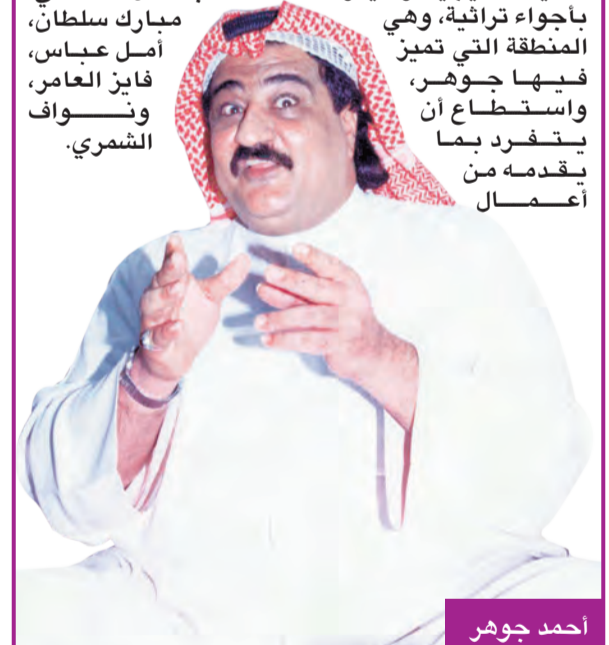 بأجواء تراثية، وهي
المنطقة التي تميز
فيها جوهر،
واستطاع أن
يتفرد بما
يقدمه من
أعمال
مبارك سلطان،
أمل عباس،
فايز العامر،
ونواف
الشمري.
أحمد جوهر